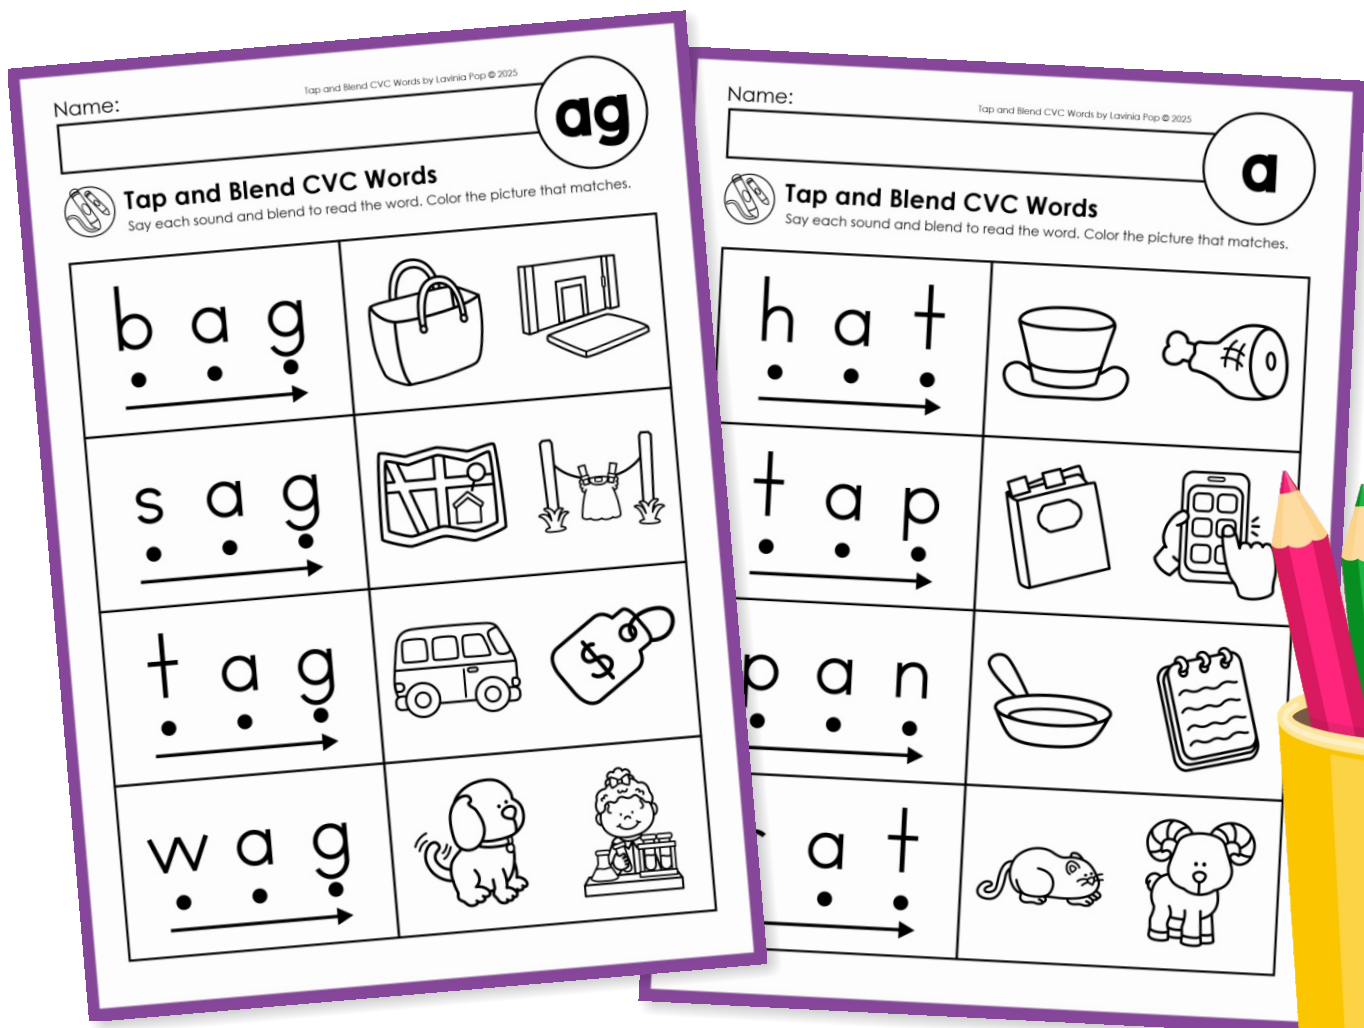 Tap and Blend CVC Words by Lavinia Pop © 2025
Name:
ag
Tap and Blend CVC Words
Say each sound and blend to read the word. Color the picture that matches.
b a g
s a g
t a g
$
w a g
Tap and Blend CVC Words by Lavinia Pop © 2025
Name:
a
Tap and Blend CVC Words
Say each sound and blend to read the word. Color the picture that matches.
h a t
t a p
p a n
a t